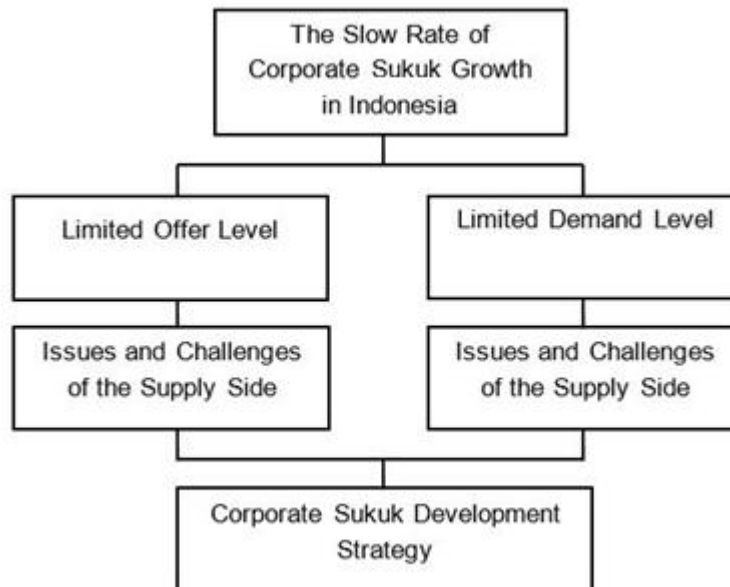 The Slow Rate of
Corporate Sukuk Growth
in Indonesia
Limited Offer Level
Limited Demand Level
Issues and Challenges
of the Supply Side
Issues and Challenges
of the Supply Side
Corporate Sukuk Development
Strategy